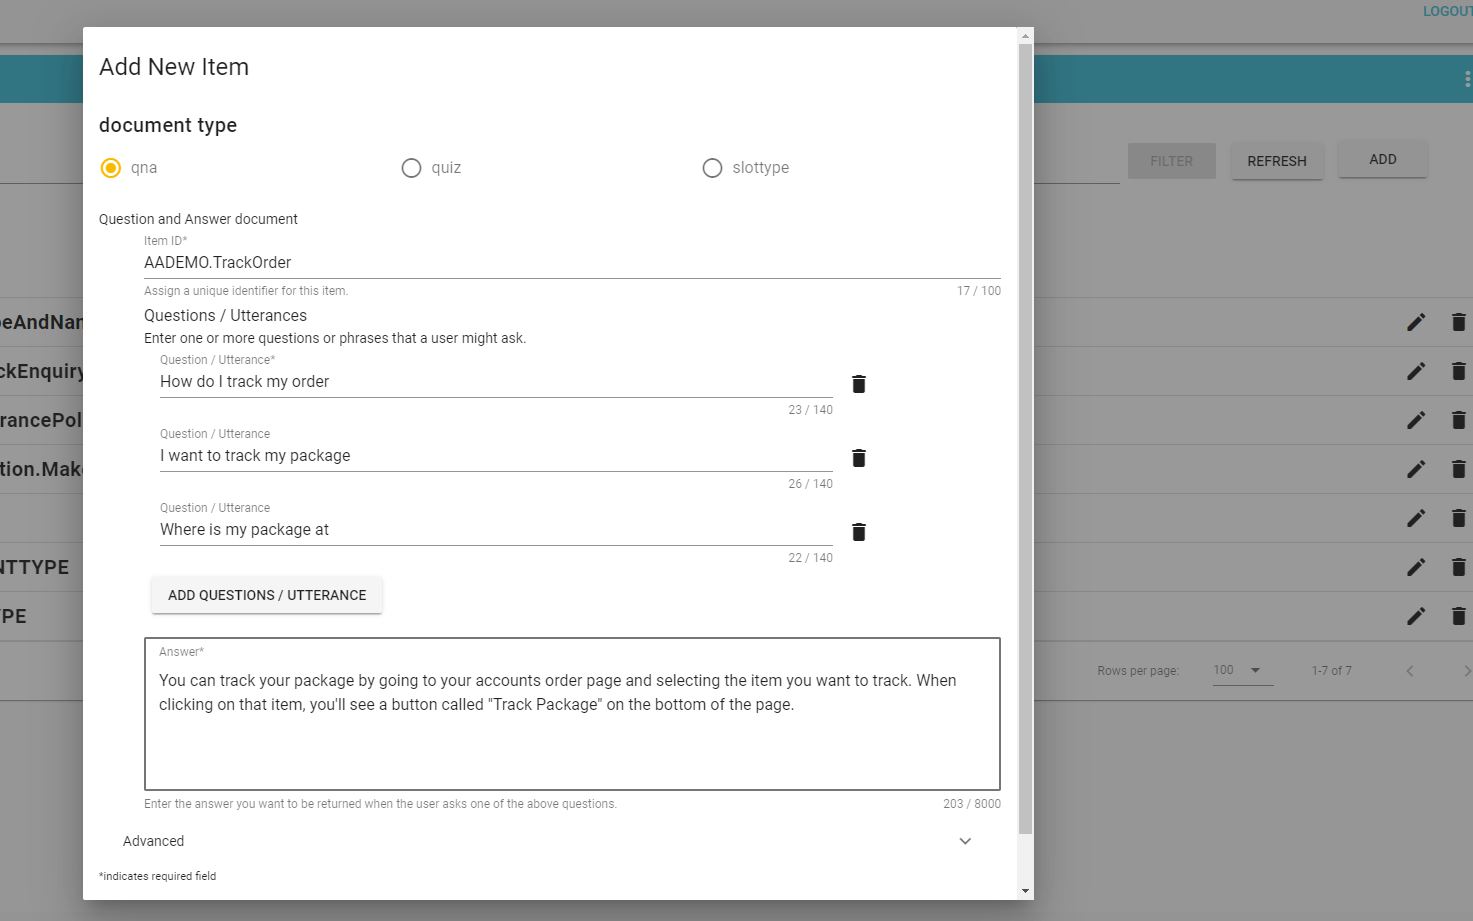 LOGOUT
Add New Item
document type
qna
quiz
slottype
FILTER
REFRESH
ADD
Question and Answer document
Item ID*
AADEMO.TrackOrder
Assign a unique identifier for this item.
17 / 100
Questions / Utterances
Enter one or more questions or phrases that a user might ask.
Question / Utterance*
How do I track my order
23 / 140
Question / Utterance
I want to track my package
26 / 140
Question / Utterance
Where is my package at
22 / 140
ADD QUESTIONS / UTTERANCE
Answer*
You can track your package by going to your accounts order page and selecting the item you want to track. When
clicking on that item, you'll see a button called "Track Package" on the bottom of the page.
Enter the answer you want to be returned when the user asks one of the above questions.
203 / 8000
Advanced
*indicates required field
peAndNan
ckEnquiry
rancePol
tion.Make
NTTYPE
YPE
Rows per page:
100
1-7 of 7